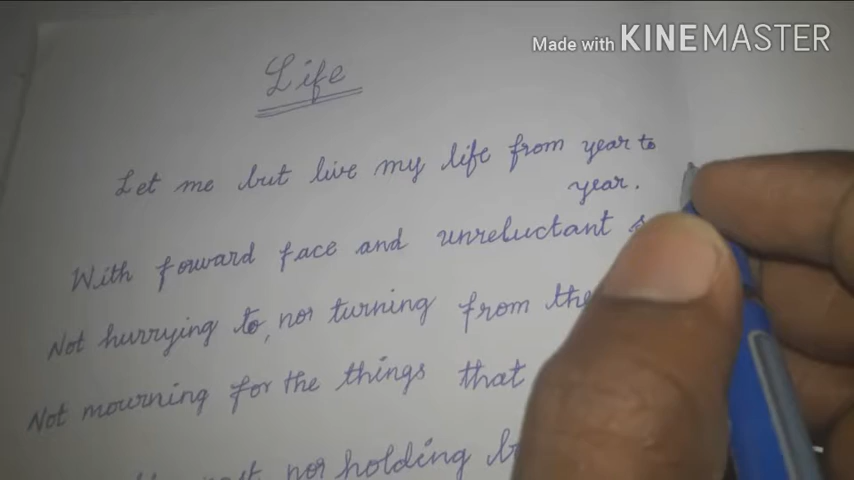 Made with KINEMASTER
Life
Let me but live my life from year to
year.
With forward face and unreluctant
Not hurrying to, nor turning from the
Not mourning for the things that
nor holding